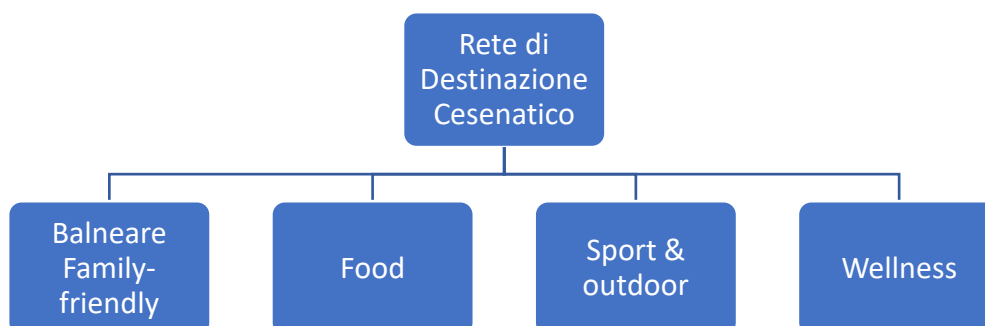 Rete di
Destinazione
Cesenatico
Balneare
Family-
friendly
Food
Sport &
outdoor
Wellness